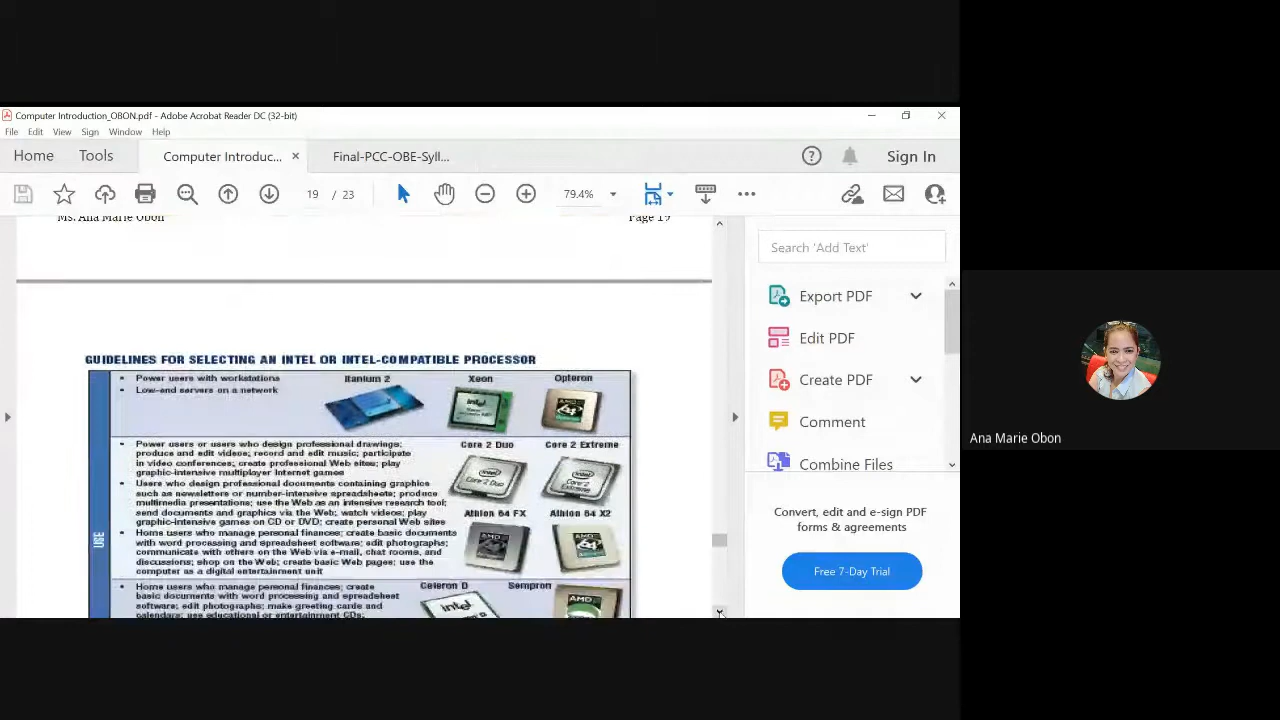 Computer Introduction_OBON.pdf - Adobe Acrobat Reader DC (32-bit)
File Edit View Sign Window Help
Home Tools Computer Introduc... × Final-PCC-OBE-Syll... Sign In
19 / 23 79.4%
Ms. Ana Marie Obon Page 19
Search 'Add Text'
Export PDF
Edit PDF
Create PDF
Comment
Combine Files
Convert, edit and e-sign PDF
forms & agreements
Free 7-Day Trial
GUIDELINES FOR SELECTING AN INTEL OR INTEL-COMPATIBLE PROCESSOR
USE
• Power users with workstations
• Low-end servers on a network
Itanium 2 Xeon Opteron
• Power users or users who design professional drawings;
produce and edit videos; record and edit music; participate
in video conferences; create professional Web sites; play
graphic-intensive multiplayer Internet games
• Users who design professional documents containing graphics
such as newsletters or number-intensive spreadsheets; produce
multimedia presentations; use the Web as an intensive research tool;
send documents and graphics via the Web; watch videos; play
graphic-intensive games on CD or DVD; create personal Web sites
• Home users who manage personal finances; create basic documents
with word processing and spreadsheet software; edit photographs;
communicate with others on the Web via e-mail, chat rooms, and
discussions; shop on the Web; create basic Web pages; use the
computer as a digital entertainment unit
Core 2 Duo Core 2 Extreme
Athlon 64 FX Athlon 64 X2
• Home users who manage personal finances; create
basic documents with word processing and spreadsheet
software; edit photographs; make greeting cards and
calendars; use educational or entertainment CDs;
Celeron D Sempron
Ana Marie Obon